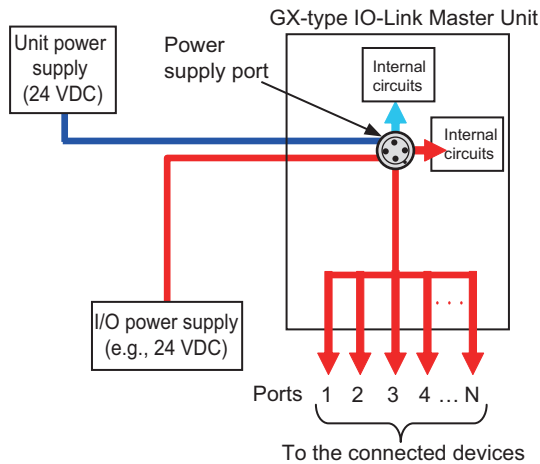 GX-type IO-Link Master Unit
Unit power
supply
(24 VDC)
Power
supply port
Internal
circuits
Internal
circuits
I/O power supply
(e.g., 24 VDC)
...
Ports 1 2 3 4 ... N
To the connected devices